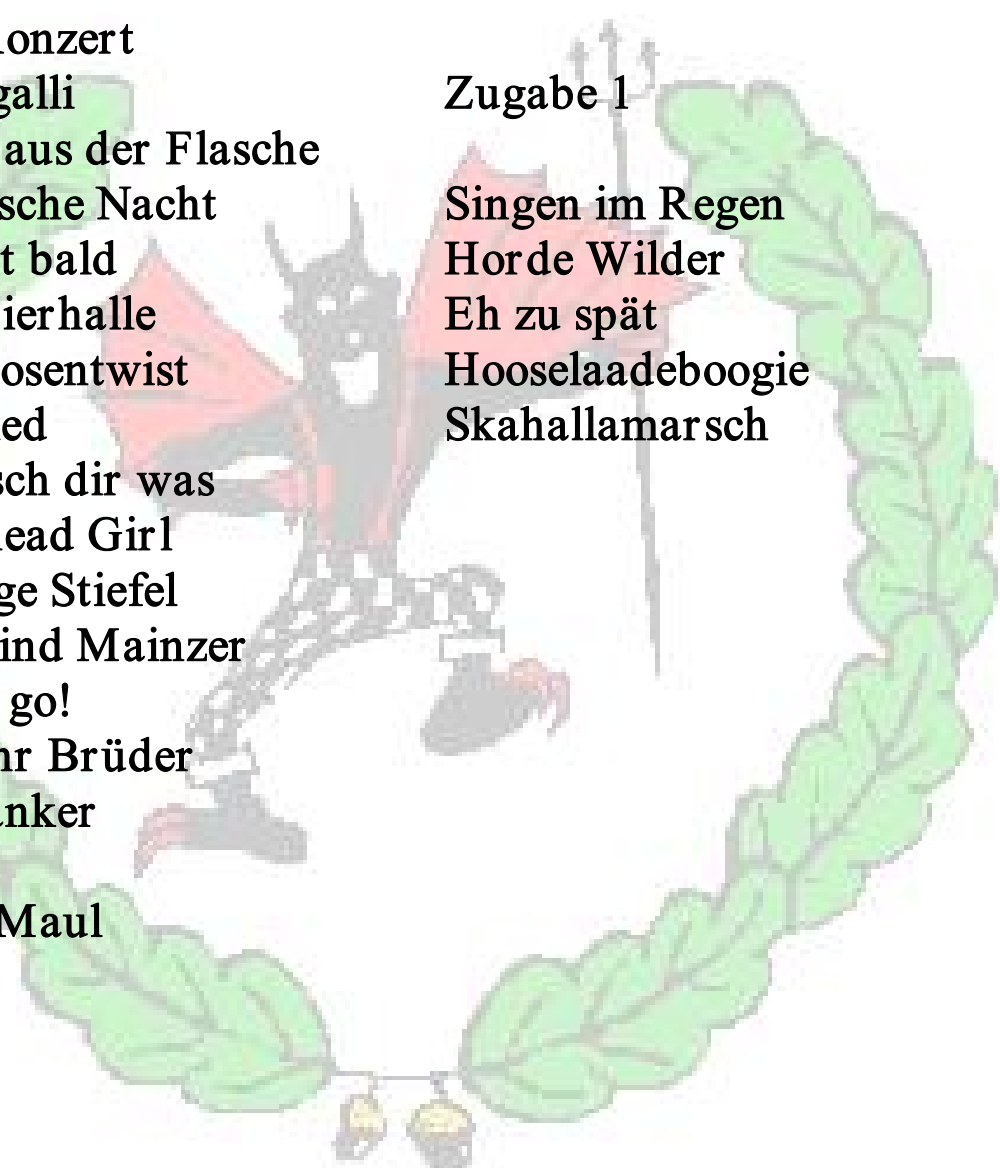 onzert
galli
aus der Flasche
sche Nacht
t bald
ierhalle
osentwist
ed
sch dir was
ead Girl
ge Stiefel
ind Mainzer
go!
hr Brüder
anker
Maul
Zugabe 1
Singen im Regen
Horde Wilder
Eh zu spät
Hooselaadeboogie
Skahallamarsch